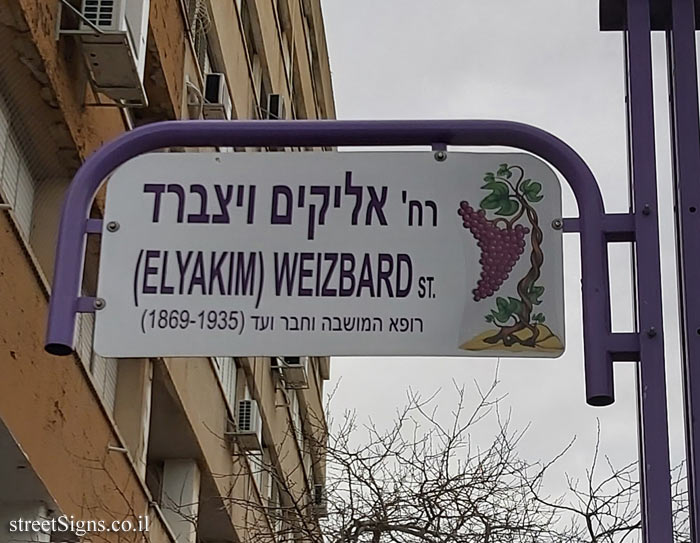 רח' אליקים ויצברד
(ELYAKIM) WEIZBARD ST.
רופא המושבה וחבר ועד (1869-1935)
streetSigns.co.il